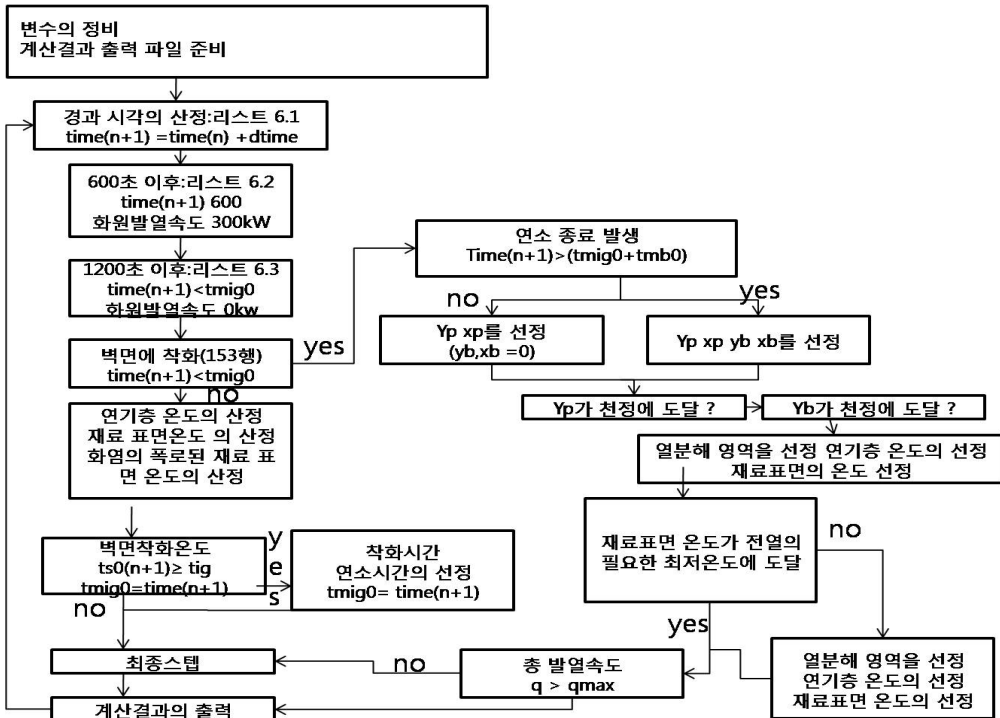 변수의 정비
계산결과 출력 파일 준비
경과 시각의 산정:리스트 6.1
time(n+1) =time(n) +dtime
600초 이후:리스트 6.2
time(n+1) 600
화원발열속도 300kW
1200초 이후:리스트 6.3
time(n+1)<tmig0
화원발열속도 0kw
벽면에 착화(153행)
time(n+1)<tmig0
yes
no
연소 종료 발생
Time(n+1)>(tmig0+tmb0)
no
yes
Yp xp를 선정
(yb,xb =0)
Yp xp yb xb를 선정
Yp가 천정에 도달 ?
Yb가 천정에 도달 ?
연기층 온도의 산정
재료 표면온도 의 산정
화염의 폭로된 재료 표
면 온도의 산정
열분해 영역을 선정 연기층 온도의 선정
재료표면의 온도 선정
벽면착화온도
ts0(n+1)≥ tig
tmig0=time(n+1)
yes
no
착화시간
연소시간의 선정
tmig0= time(n+1)
재료표면 온도가 전열의
필요한 최저온도에 도달
no
yes
열분해 영역을 선정
연기층 온도의 선정
재료표면 온도의 선정
총 발열속도
q > qmax
no
최종스텝
계산결과의 출력